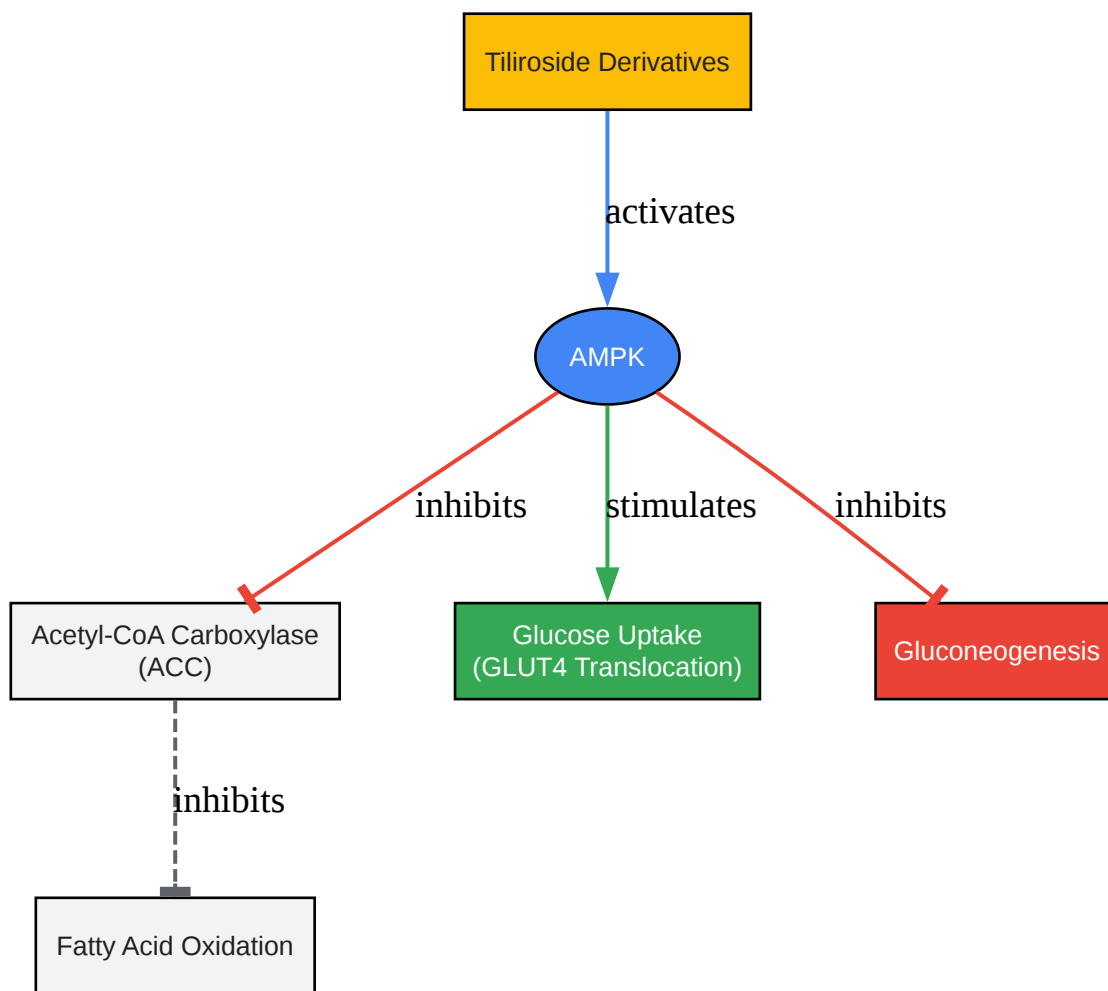 Tiliroside Derivatives
activates
AMPK
inhibits
stimulates
inhibits
Acetyl-CoA Carboxylase
(ACC)
Glucose Uptake
(GLUT4 Translocation)
Gluconeogenesis
inhibits
Fatty Acid Oxidation